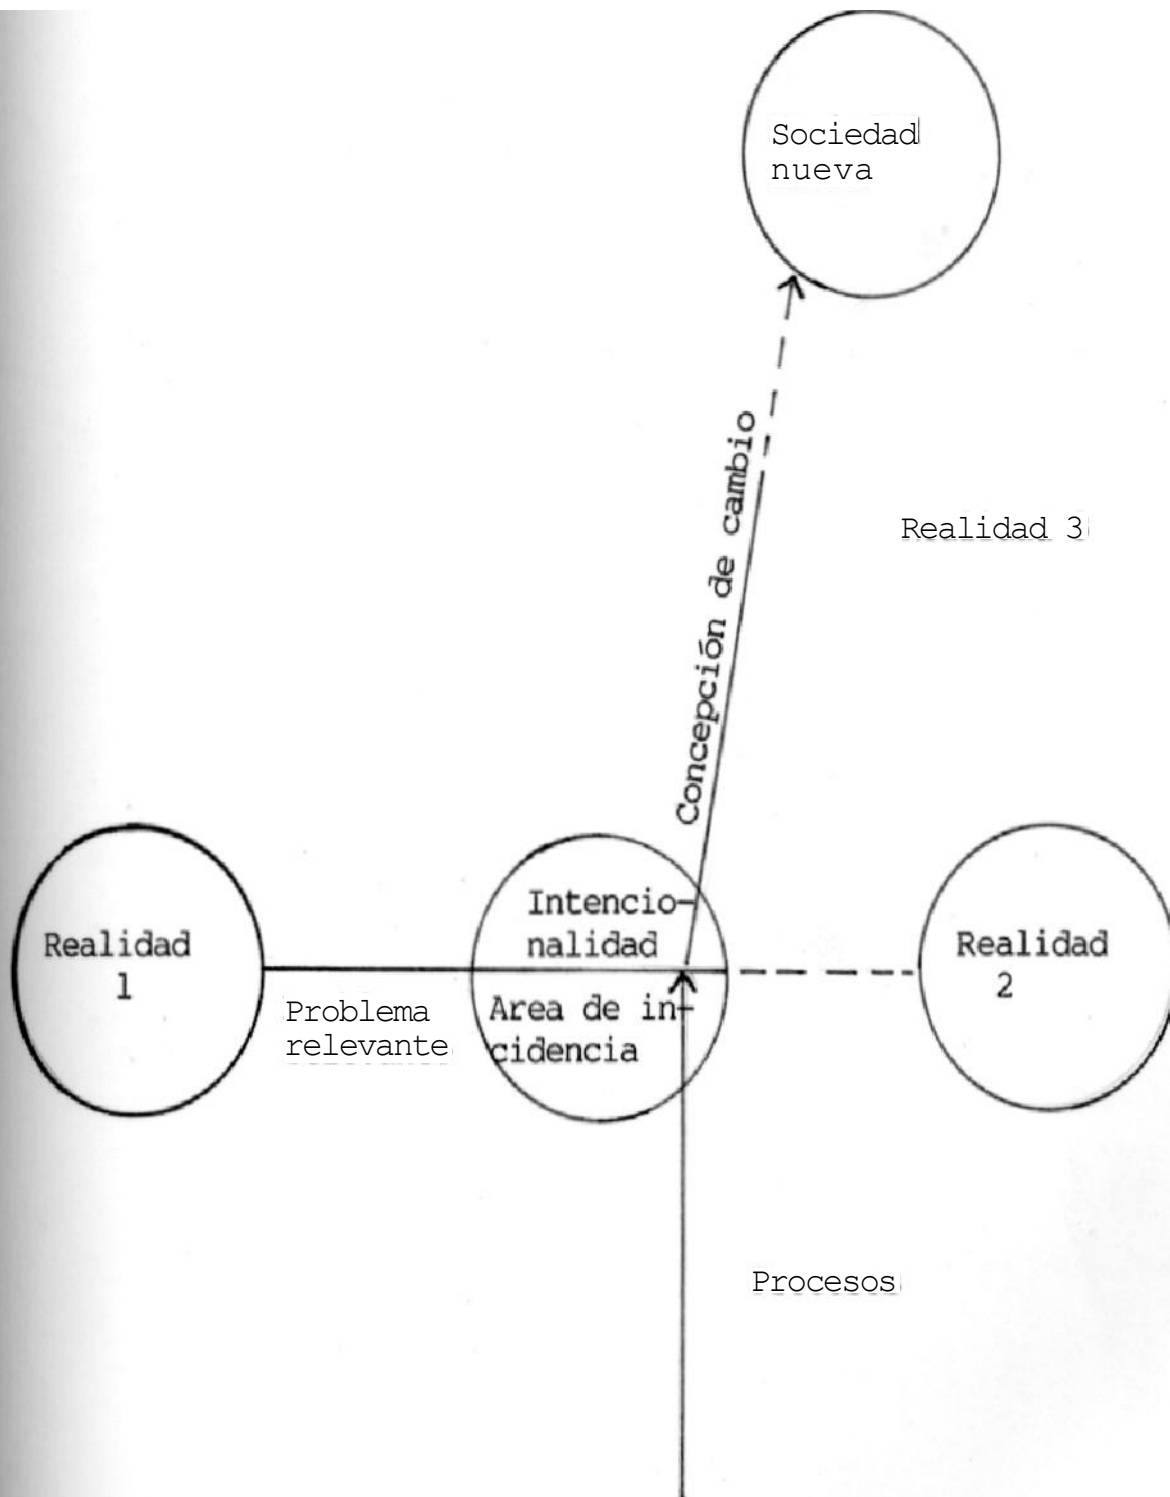 Sociedad
nueva
Concepción de cambio
Realidad 3
Intencio-
nalidad
Realidad
1
Realidad
2
Problema
relevante
Area de in-
cidencia
Procesos